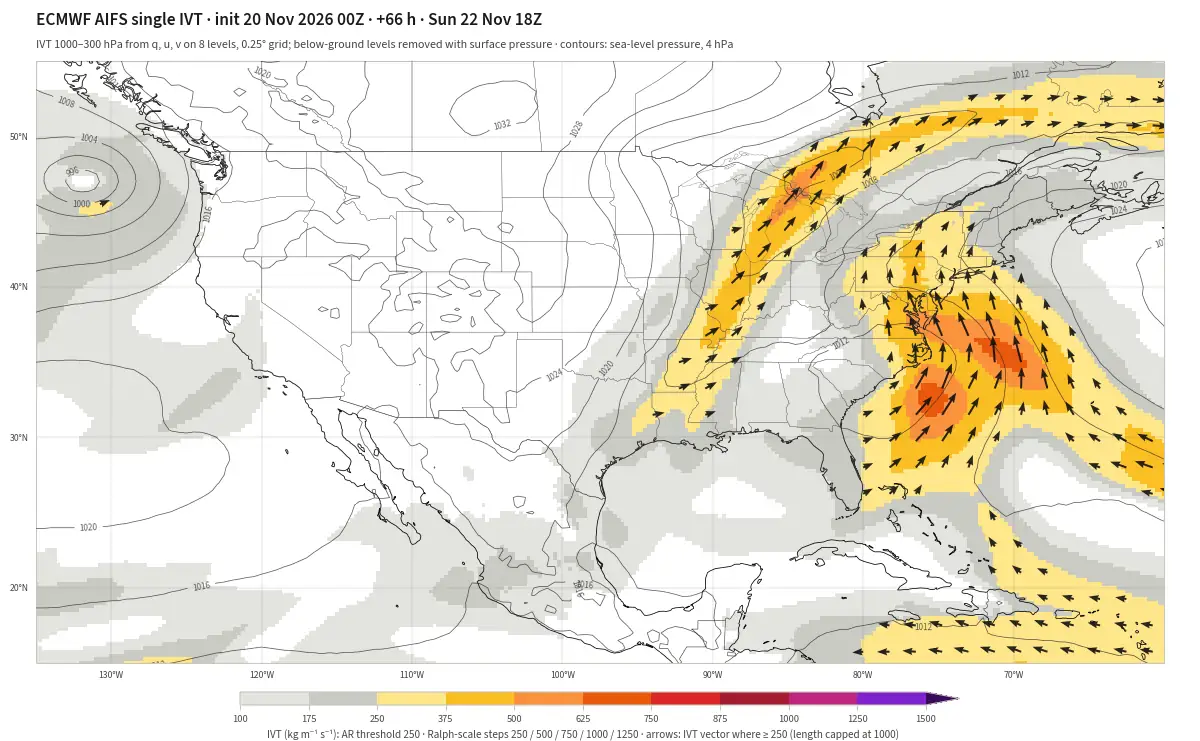 ECMWF AIFS single IVT · init 20 Nov 2026 00Z · +66 h · Sun 22 Nov 18Z
IVT 1000–300 hPa from q, u, v on 8 levels, 0.25° grid; below-ground levels removed with surface pressure · contours: sea-level pressure, 4 hPa
1020
1012
1008
1032
1028
50°N
1004
996
1016
1008
1020
1000
1016
1024
40°N
1012
1024
1020
30°N
1020
1016
1016
20°N
1012
130°W 120°W 110°W 100°W 90°W 80°W 70°W
100 175 250 375 500 625 750 875 1000 1250 1500
IVT (kg m⁻¹ s⁻¹): AR threshold 250 · Ralph-scale steps 250 / 500 / 750 / 1000 / 1250 · arrows: IVT vector where ≥ 250 (length capped at 1000)